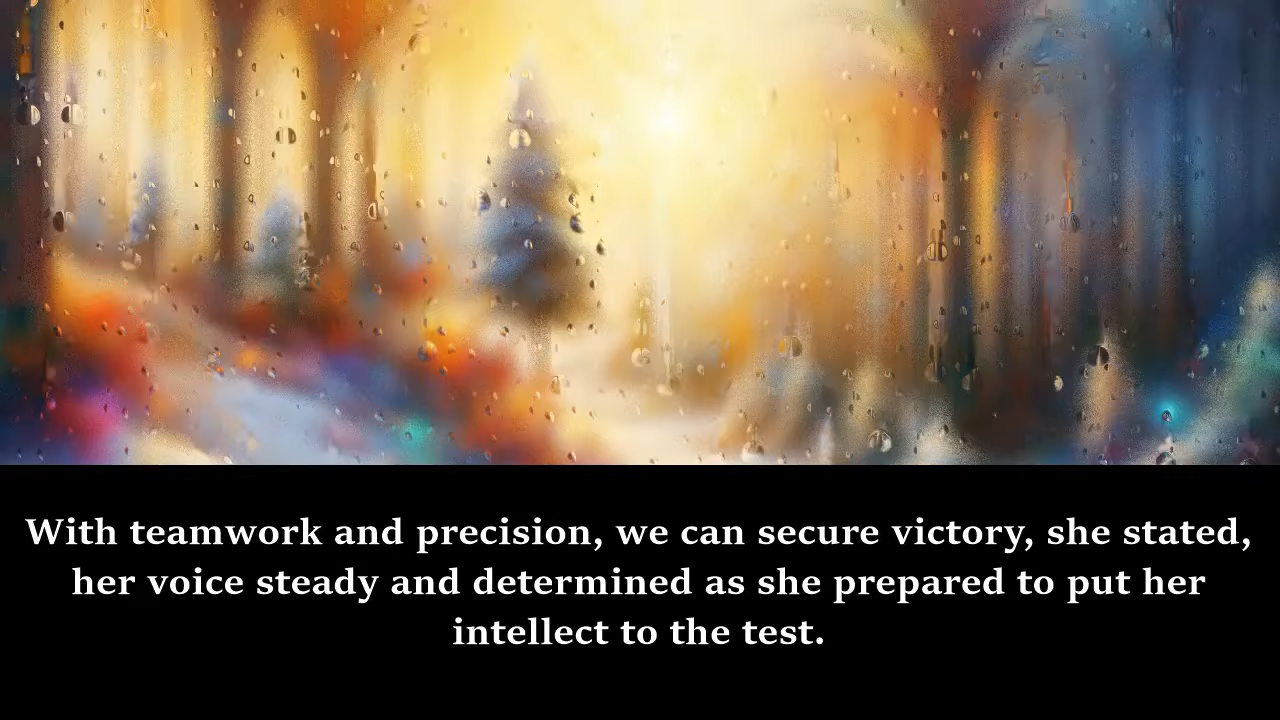 With teamwork and precision, we can secure victory, she stated,
her voice steady and determined as she prepared to put her
intellect to the test.